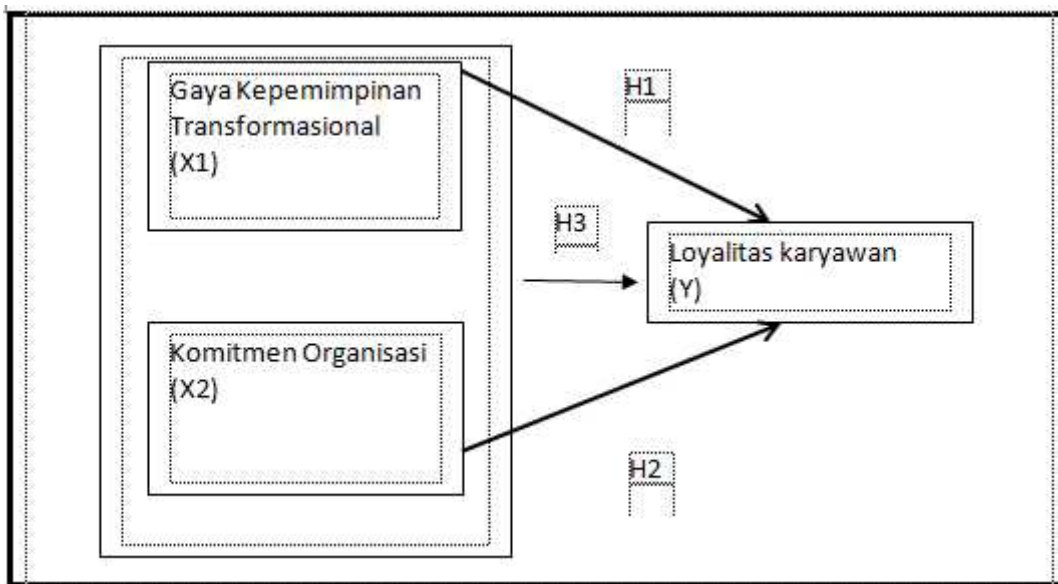 Gaya Kepemimpinan
Transformasional
(X1)
H1
H3
Loyalitas karyawan
(Y)
Komitmen Organisasi
(X2)
H2